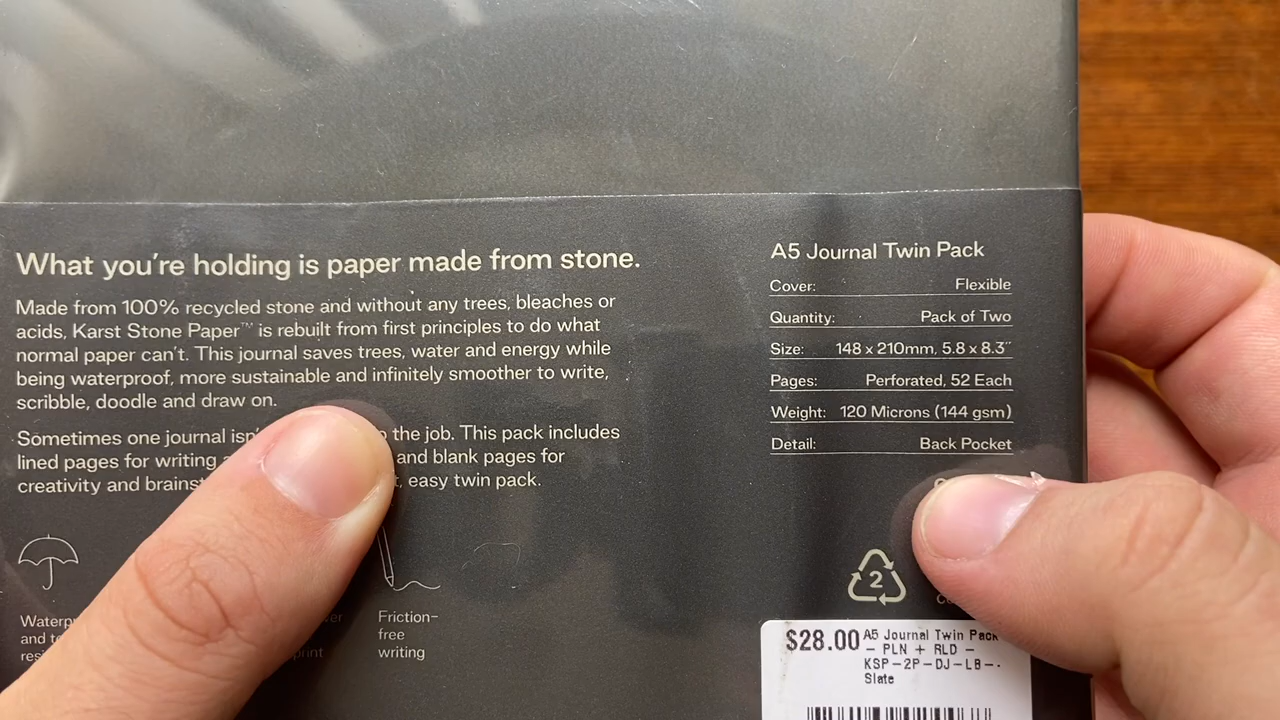 What you're holding is paper made from stone.
Made from 100% recycled stone and without any trees, bleaches or
acids, Karst Stone Paper™ is rebuilt from first principles to do what
normal paper can't. This journal saves trees, water and energy while
being waterproof, more sustainable and infinitely smoother to write,
scribble, doodle and draw on.
Sometimes one journal the job. This pack includes
lined pages for writing and blank pages for
creativity and easy twin pack.
Friction-
free
writing
and
A5 Journal Twin Pack
Cover: Flexible
Quantity: Pack of Two
Size: 148 x 210mm, 5.8 x 8.3″
Pages: Perforated, 52 Each
Weight: 120 Microns (144 gsm)
Detail: Back Pocket
2
$28.00 A5 Journal Twin Pack
– PLN + RLD –
KSP-2P-DJ-LB-
Slate